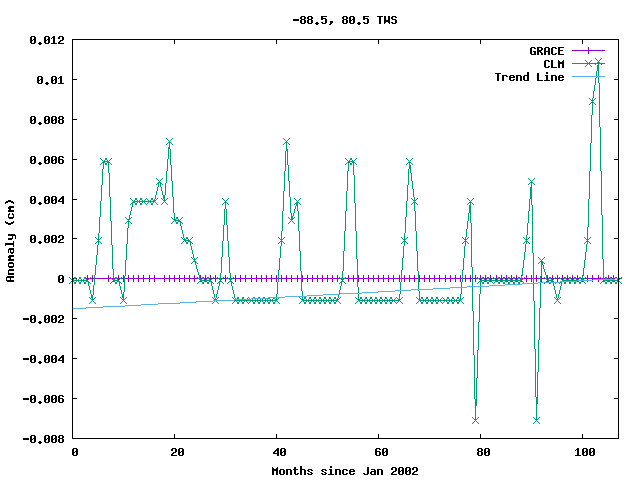 -88.5, 80.5 TWS
GRACE
CLM
Trend Line
0.012
0.01
0.008
0.006
0.004
0.002
0
-0.002
-0.004
-0.006
-0.008
Anomaly (cm)
0 20 40 60 80 100
Months since Jan 2002